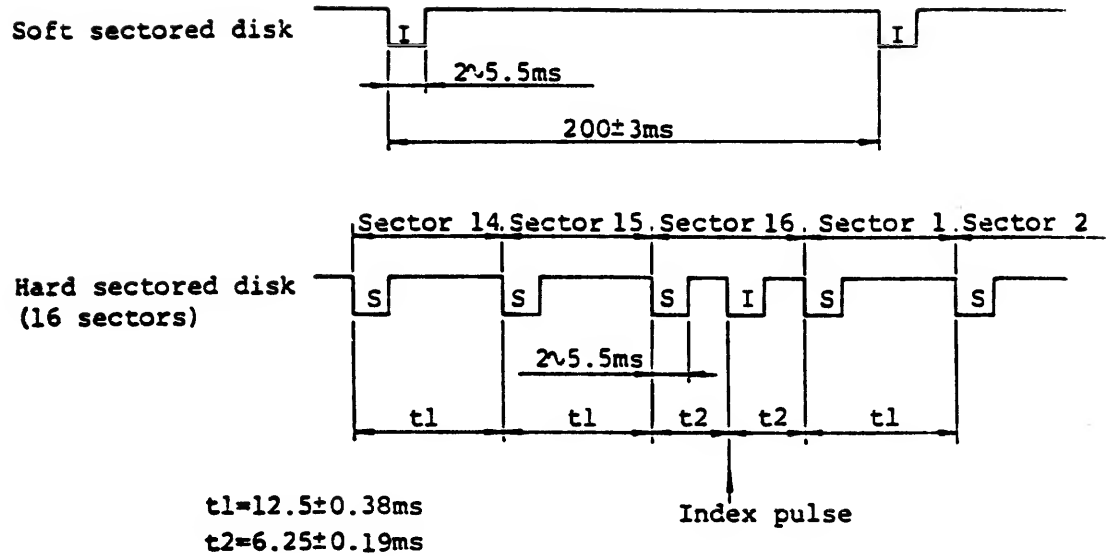 Soft sectored disk
I I
2~5.5ms
200±3ms
Sector 14 Sector 15 Sector 16 Sector 1 Sector 2
Hard sectored disk
(16 sectors)
S S S I S S
2~5.5ms
t1 t1 t2 t2 t1
t1=12.5±0.38ms
t2=6.25±0.19ms
Index pulse